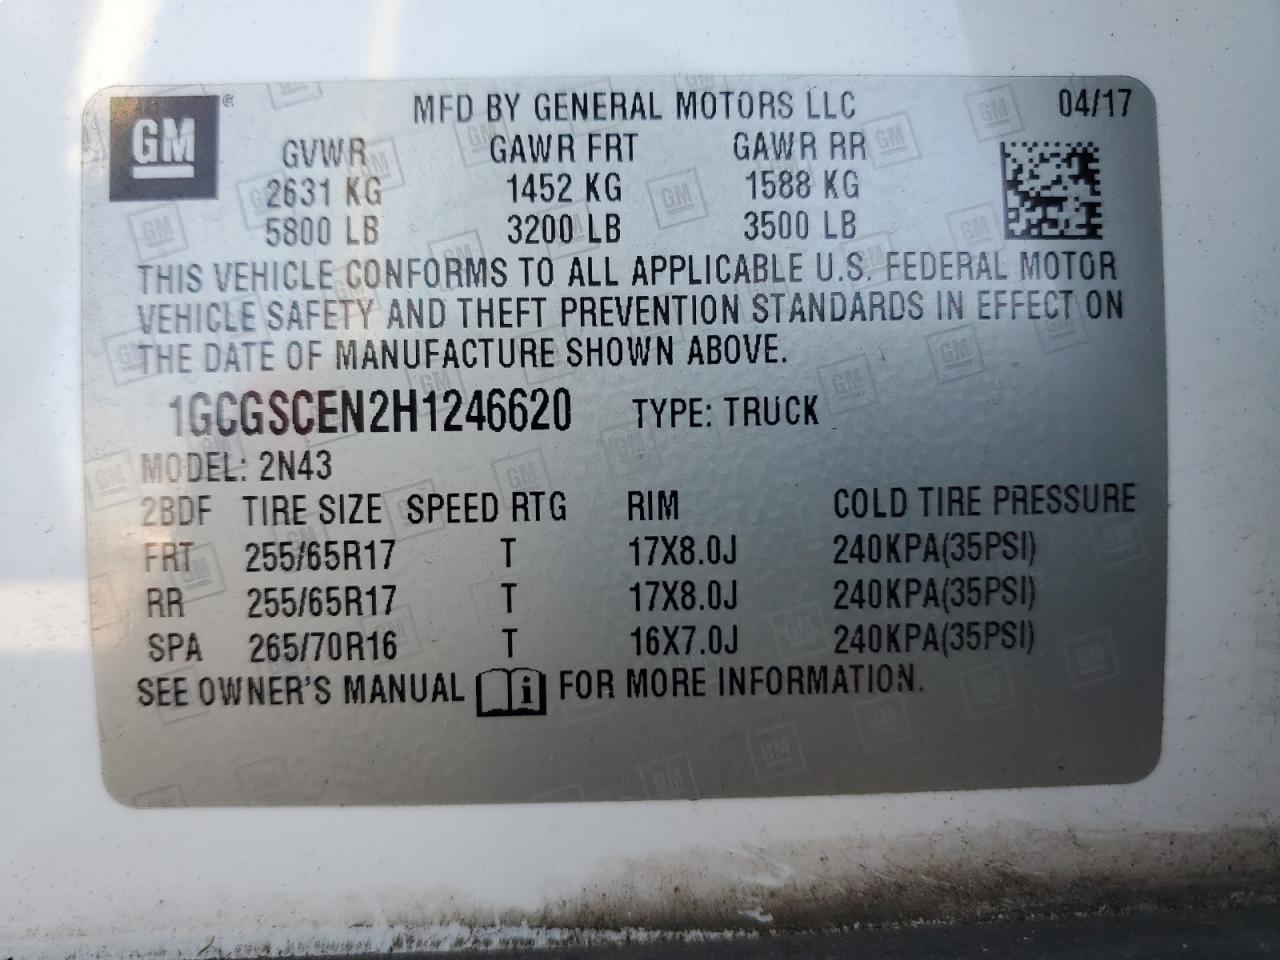 GM ® MFD BY GENERAL MOTORS LLC 04/17
GVWR GAWR FRT GAWR RR
2631 KG 1452 KG 1588 KG
5800 LB 3200 LB 3500 LB
THIS VEHICLE CONFORMS TO ALL APPLICABLE U.S. FEDERAL MOTOR
VEHICLE SAFETY AND THEFT PREVENTION STANDARDS IN EFFECT ON
THE DATE OF MANUFACTURE SHOWN ABOVE.
1GCGSCEN2H1246620 TYPE: TRUCK
MODEL: 2N43
2BDF TIRE SIZE SPEED RTG RIM COLD TIRE PRESSURE
FRT 255/65R17 T 17X8.0J 240KPA(35PSI)
RR 255/65R17 T 17X8.0J 240KPA(35PSI)
SPA 265/70R16 T 16X7.0J 240KPA(35PSI)
SEE OWNER'S MANUAL i FOR MORE INFORMATION.